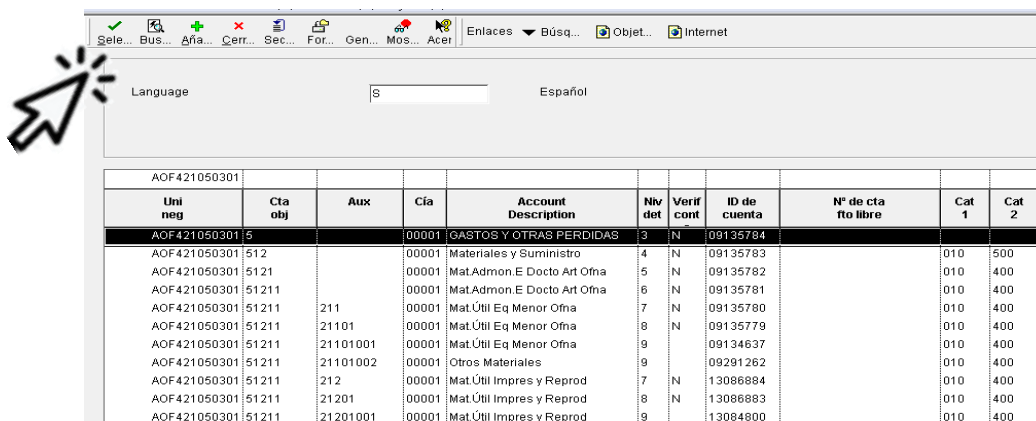 Sele... Bus... Aña... Cerr... Sec... For... Gen... Mos... Acer Enlaces Búsq... Objet... Internet
Language S Español
AOF421050301
Uni neg Cta obj Aux Cía Account Description Niv det Verif cont ID de cuenta N° de cta fto libre Cat 1 Cat 2
AOF421050301 5 00001 GASTOS Y OTRAS PERDIDAS 3 N 09135784
AOF421050301 512 00001 Materiales y Suministro 4 N 09135783 010 500
AOF421050301 5121 00001 Mat.Admon.E Docto Art Ofna 5 N 09135782 010 400
AOF421050301 51211 00001 Mat.Admon.E Docto Art Ofna 6 N 09135781 010 400
AOF421050301 51211 211 00001 Mat.Útil Eq Menor Ofna 7 N 09135780 010 400
AOF421050301 51211 21101 00001 Mat.Útil Eq Menor Ofna 8 N 09135779 010 400
AOF421050301 51211 21101001 00001 Mat.Útil Eq Menor Ofna 9 09134637 010 400
AOF421050301 51211 21101002 00001 Otros Materiales 9 09291262 010 400
AOF421050301 51211 212 00001 Mat.Útil Impres y Reprod 7 N 13086884 010 400
AOF421050301 51211 21201 00001 Mat.Útil Impres y Reprod 8 N 13086883 010 400
AOF421050301 51211 21201001 00001 Mat.Útil Impres y Reprod 9 13084800 010 400